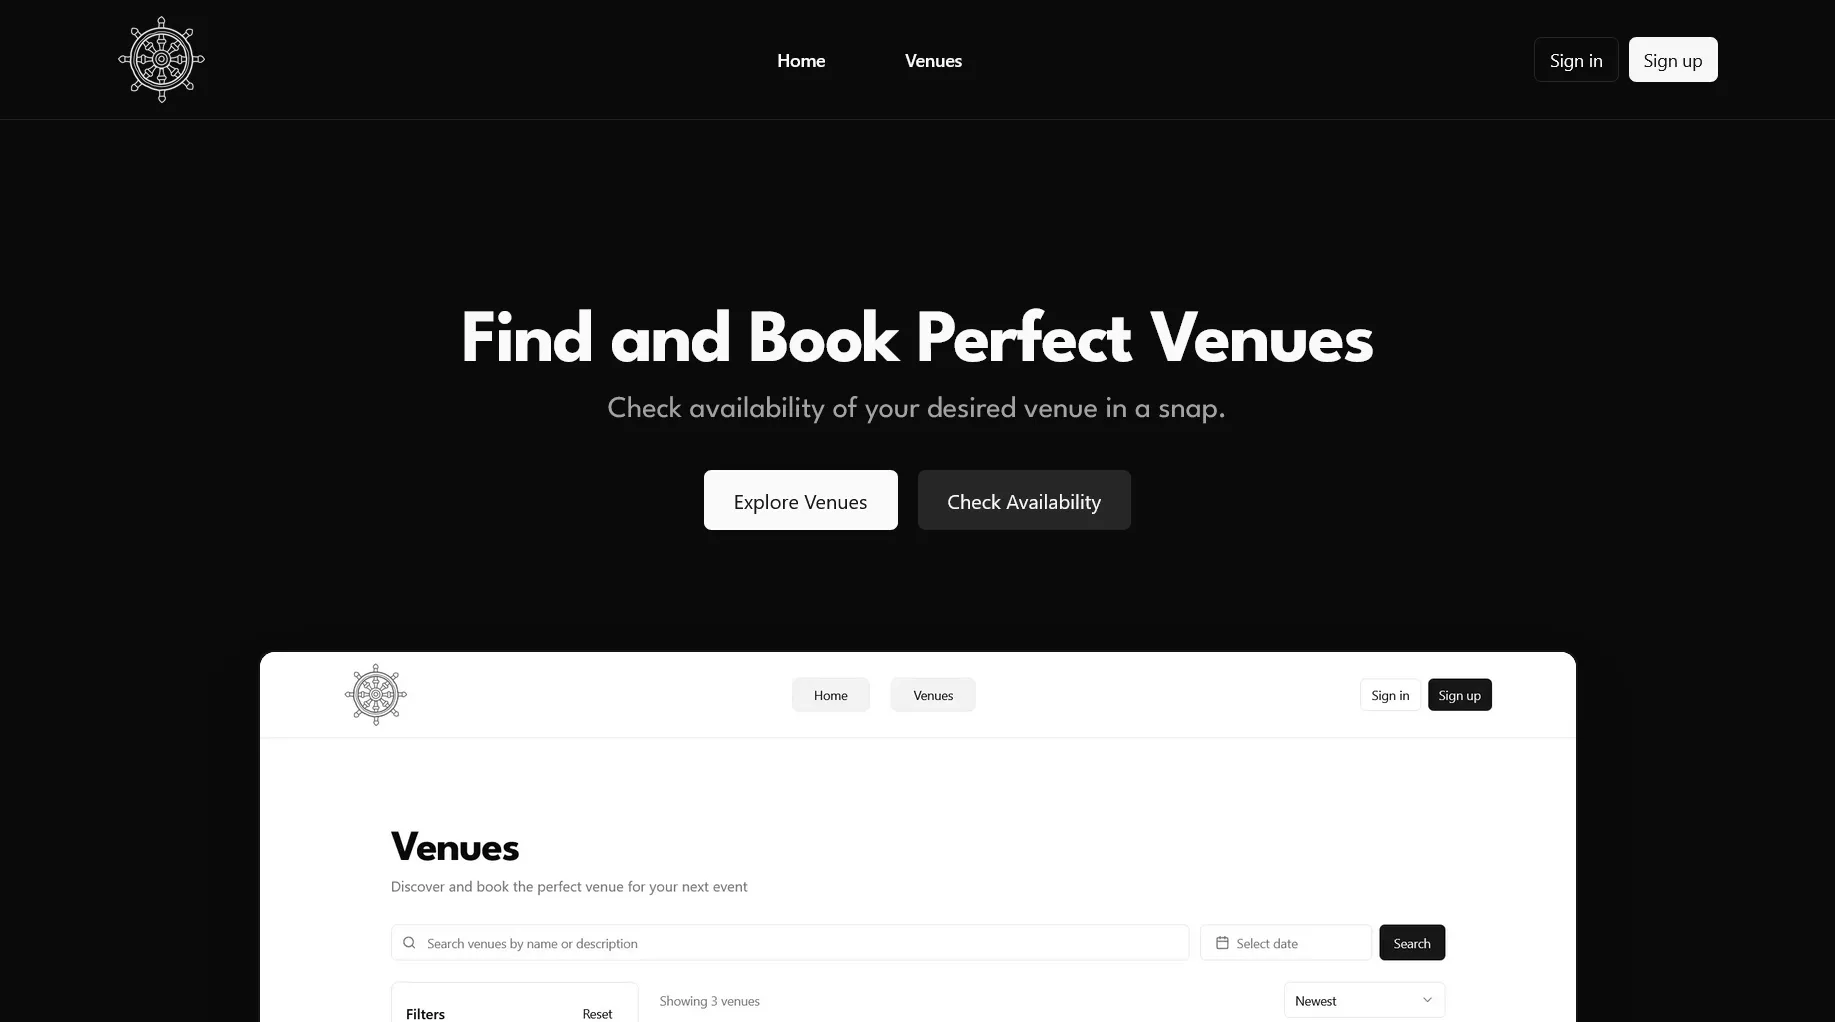 Home Venues Sign in Sign up
Find and Book Perfect Venues
Check availability of your desired venue in a snap.
Explore Venues Check Availability
Home Venues Sign in Sign up
Venues
Discover and book the perfect venue for your next event
Search venues by name or description Select date Search
Filters Reset Showing 3 venues Newest